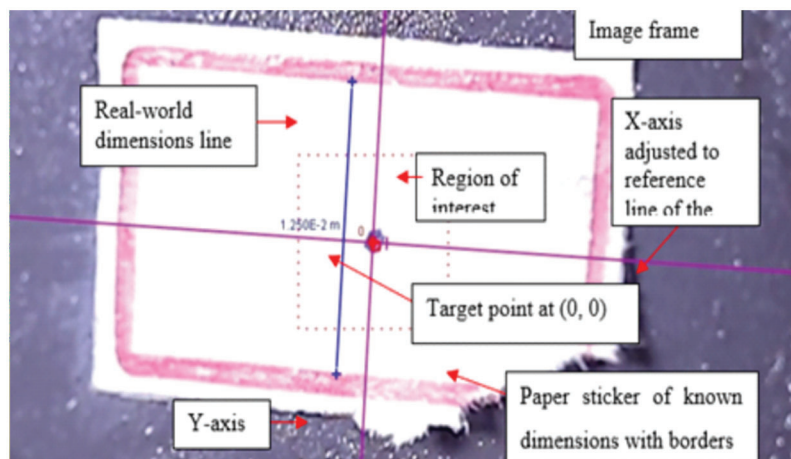 Image frame
Real-world
dimensions line
X-axis
adjusted to
reference
line of the
Region of
interest
1.250E-2 m
0
Target point at (0, 0)
Y-axis
Paper sticker of known
dimensions with borders